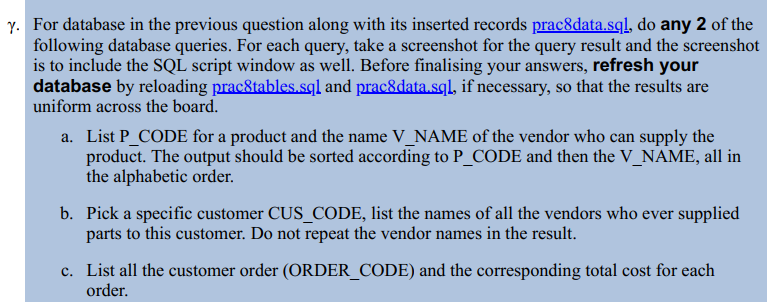 γ. For database in the previous question along with its inserted records prac8data.sql, do any 2 of the
following database queries. For each query, take a screenshot for the query result and the screenshot
is to include the SQL script window as well. Before finalising your answers, refresh your
database by reloading prac8tables.sql and prac8data.sql, if necessary, so that the results are
uniform across the board.
a. List P_CODE for a product and the name V_NAME of the vendor who can supply the
product. The output should be sorted according to P_CODE and then the V_NAME, all in
the alphabetic order.
b. Pick a specific customer CUS_CODE, list the names of all the vendors who ever supplied
parts to this customer. Do not repeat the vendor names in the result.
c. List all the customer order (ORDER_CODE) and the corresponding total cost for each
order.